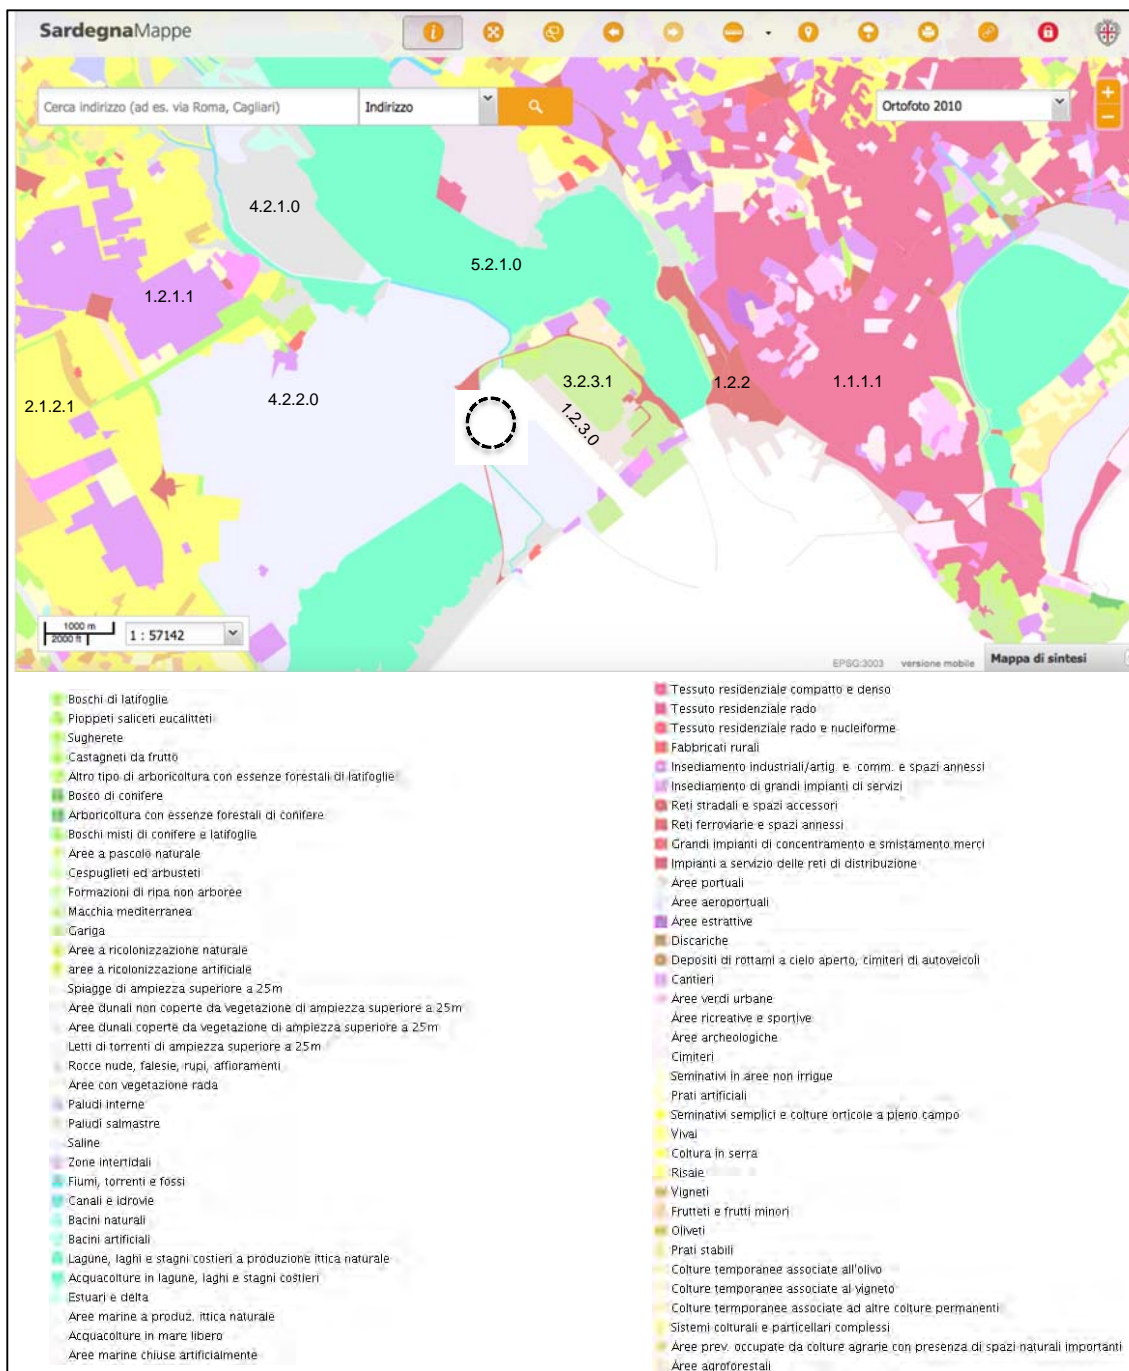 SardegnaMappe
Cerca indirizzo (ad es. via Roma, Cagliari)
Indirizzo
Ortofoto 2010
+
−
4.2.1.0
5.2.1.0
1.2.1.1
2.1.2.1
4.2.2.0
3.2.3.1
1.2.3.0
1.2.2
1.1.1.1
1000 m
2000 ft
1 : 57142
EPSG:3003
versione mobile
Mappa di sintesi
Boschi di latifoglie
Pioppeti saliceti eucalitteti
Sugherete
Castagneti da frutto
Altro tipo di arboricoltura con essenze forestali di latifoglie
Bosco di conifere
Arboricoltura con essenze forestali di conifere
Boschi misti di conifere e latifoglie
Aree a pascolo naturale
Cespuglieti ed arbusteti
Formazioni di ripa non arboree
Macchia mediterranea
Gariga
Aree a ricolonizzazione naturale
aree a ricolonizzazione artificiale
Spiagge di ampiezza superiore a 25m
Aree dunali non coperte da vegetazione di ampiezza superiore a 25m
Aree dunali coperte da vegetazione di ampiezza superiore a 25m
Letti di torrenti di ampiezza superiore a 25m
Rocce nude, falesie, rupi, affioramenti
Aree con vegetazione rada
Paludi interne
Paludi salmastre
Saline
Zone intertidali
Fiumi, torrenti e fossi
Canali e idrovie
Bacini naturali
Bacini artificiali
Lagune, laghi e stagni costieri a produzione ittica naturale
Acquacolture in lagune, laghi e stagni costieri
Estuari e delta
Aree marine a produz. ittica naturale
Acquacolture in mare libero
Aree marine chiuse artificialmente
Tessuto residenziale compatto e denso
Tessuto residenziale rado
Tessuto residenziale rado e nucleiforme
Fabbricati rurali
Insediamento industriali/artig. e comm. e spazi annessi
Insediamento di grandi impianti di servizi
Reti stradali e spazi accessori
Reti ferroviarie e spazi annessi
Grandi impianti di concentramento e smistamento merci
Impianti a servizio delle reti di distribuzione
Aree portuali
Aree aeroportuali
Aree estrattive
Discariche
Depositi di rottami a cielo aperto, cimiteri di autoveicoli
Cantieri
Aree verdi urbane
Aree ricreative e sportive
Aree archeologiche
Cimiteri
Seminativi in aree non irrigue
Prati artificiali
Seminativi semplici e colture orticole a pieno campo
Vivai
Coltura in serra
Risaie
Vigneti
Frutteti e frutti minori
Oliveti
Prati stabili
Colture temporanee associate all'olivo
Colture temporanee associate al vigneto
Colture termporanee associate ad altre colture permanenti
Sistemi colturali e particellari complessi
Aree prev. occupate da colture agrarie con presenza di spazi naturali importanti
Aree agroforestali